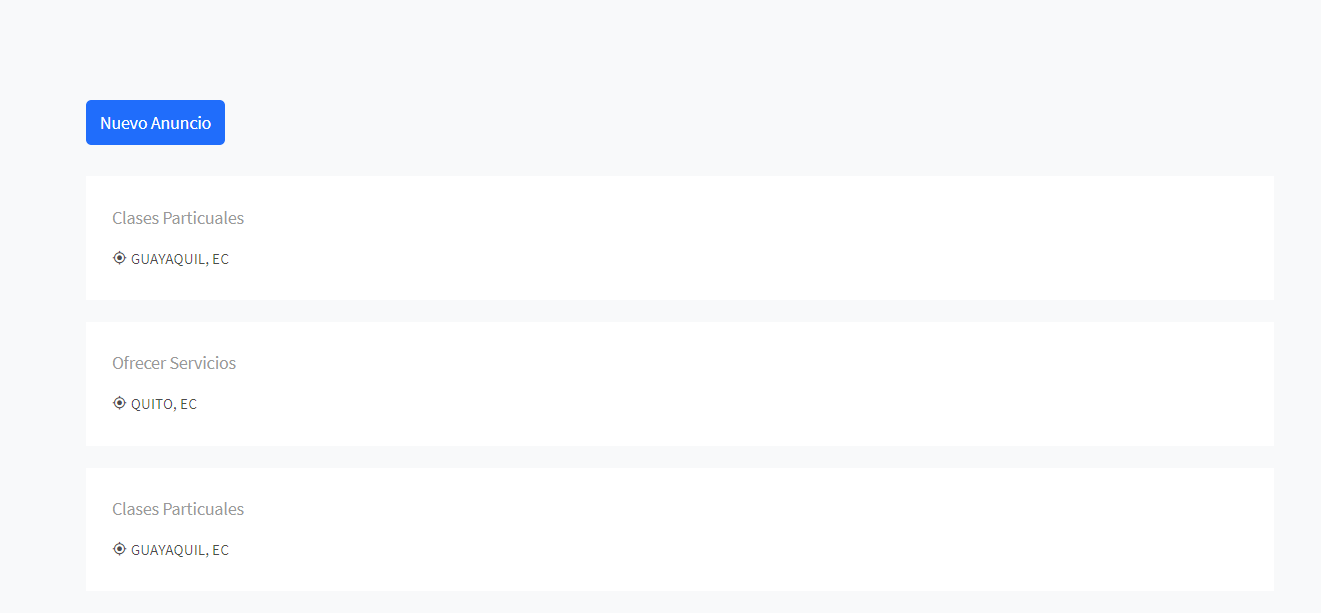 Nuevo Anuncio
Clases Particuales
GUAYAQUIL, EC
Ofrecer Servicios
QUITO, EC
Clases Particuales
GUAYAQUIL, EC